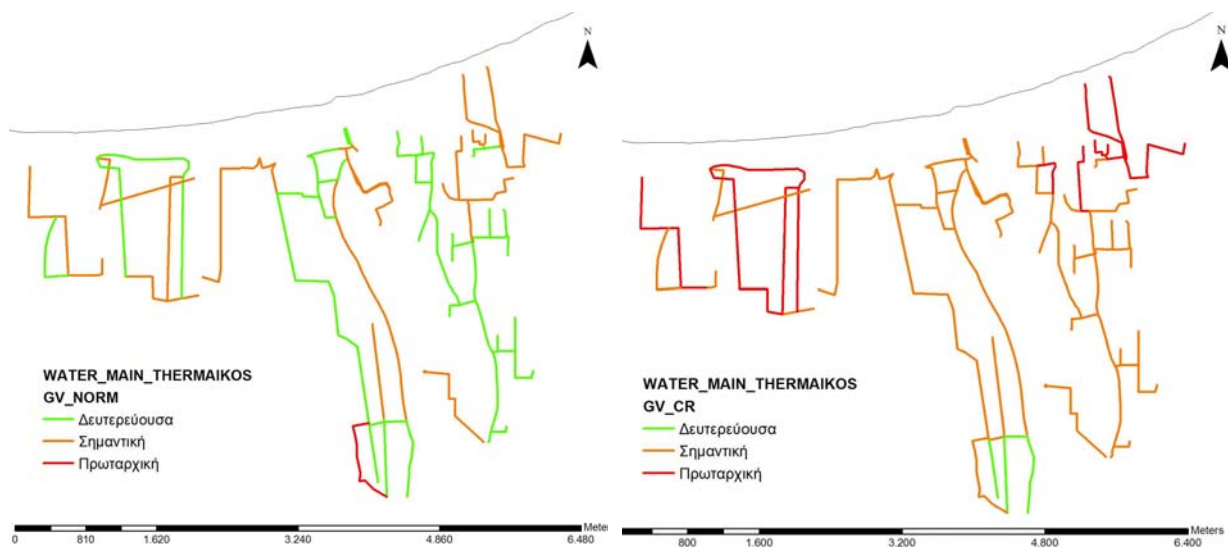 N
WATER_MAIN_THERMAIKOS
GV_NORM
Δευτερεύουσα
Σημαντική
Πρωταρχική
Meters
0 810 1.620 3.240 4.860 6.480
N
WATER_MAIN_THERMAIKOS
GV_CR
Δευτερεύουσα
Σημαντική
Πρωταρχική
Meters
800 1.600 3.200 4.800 6.400